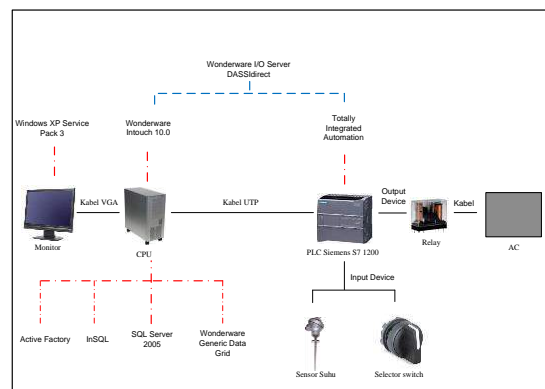 Wonderware I/O Server
DASSIdirect
Windows XP Service
Pack 3
Wonderware
Intouch 10.0
Totally
Integrated
Automation
Kabel VGA
Kabel UTP
Output
Device
Kabel
Monitor
CPU
PLC Siemens S7 1200
Relay
AC
Input Device
Active Factory
InSQL
SQL Server
2005
Wonderware
Generic Data
Grid
Sensor Suhu
Selector switch